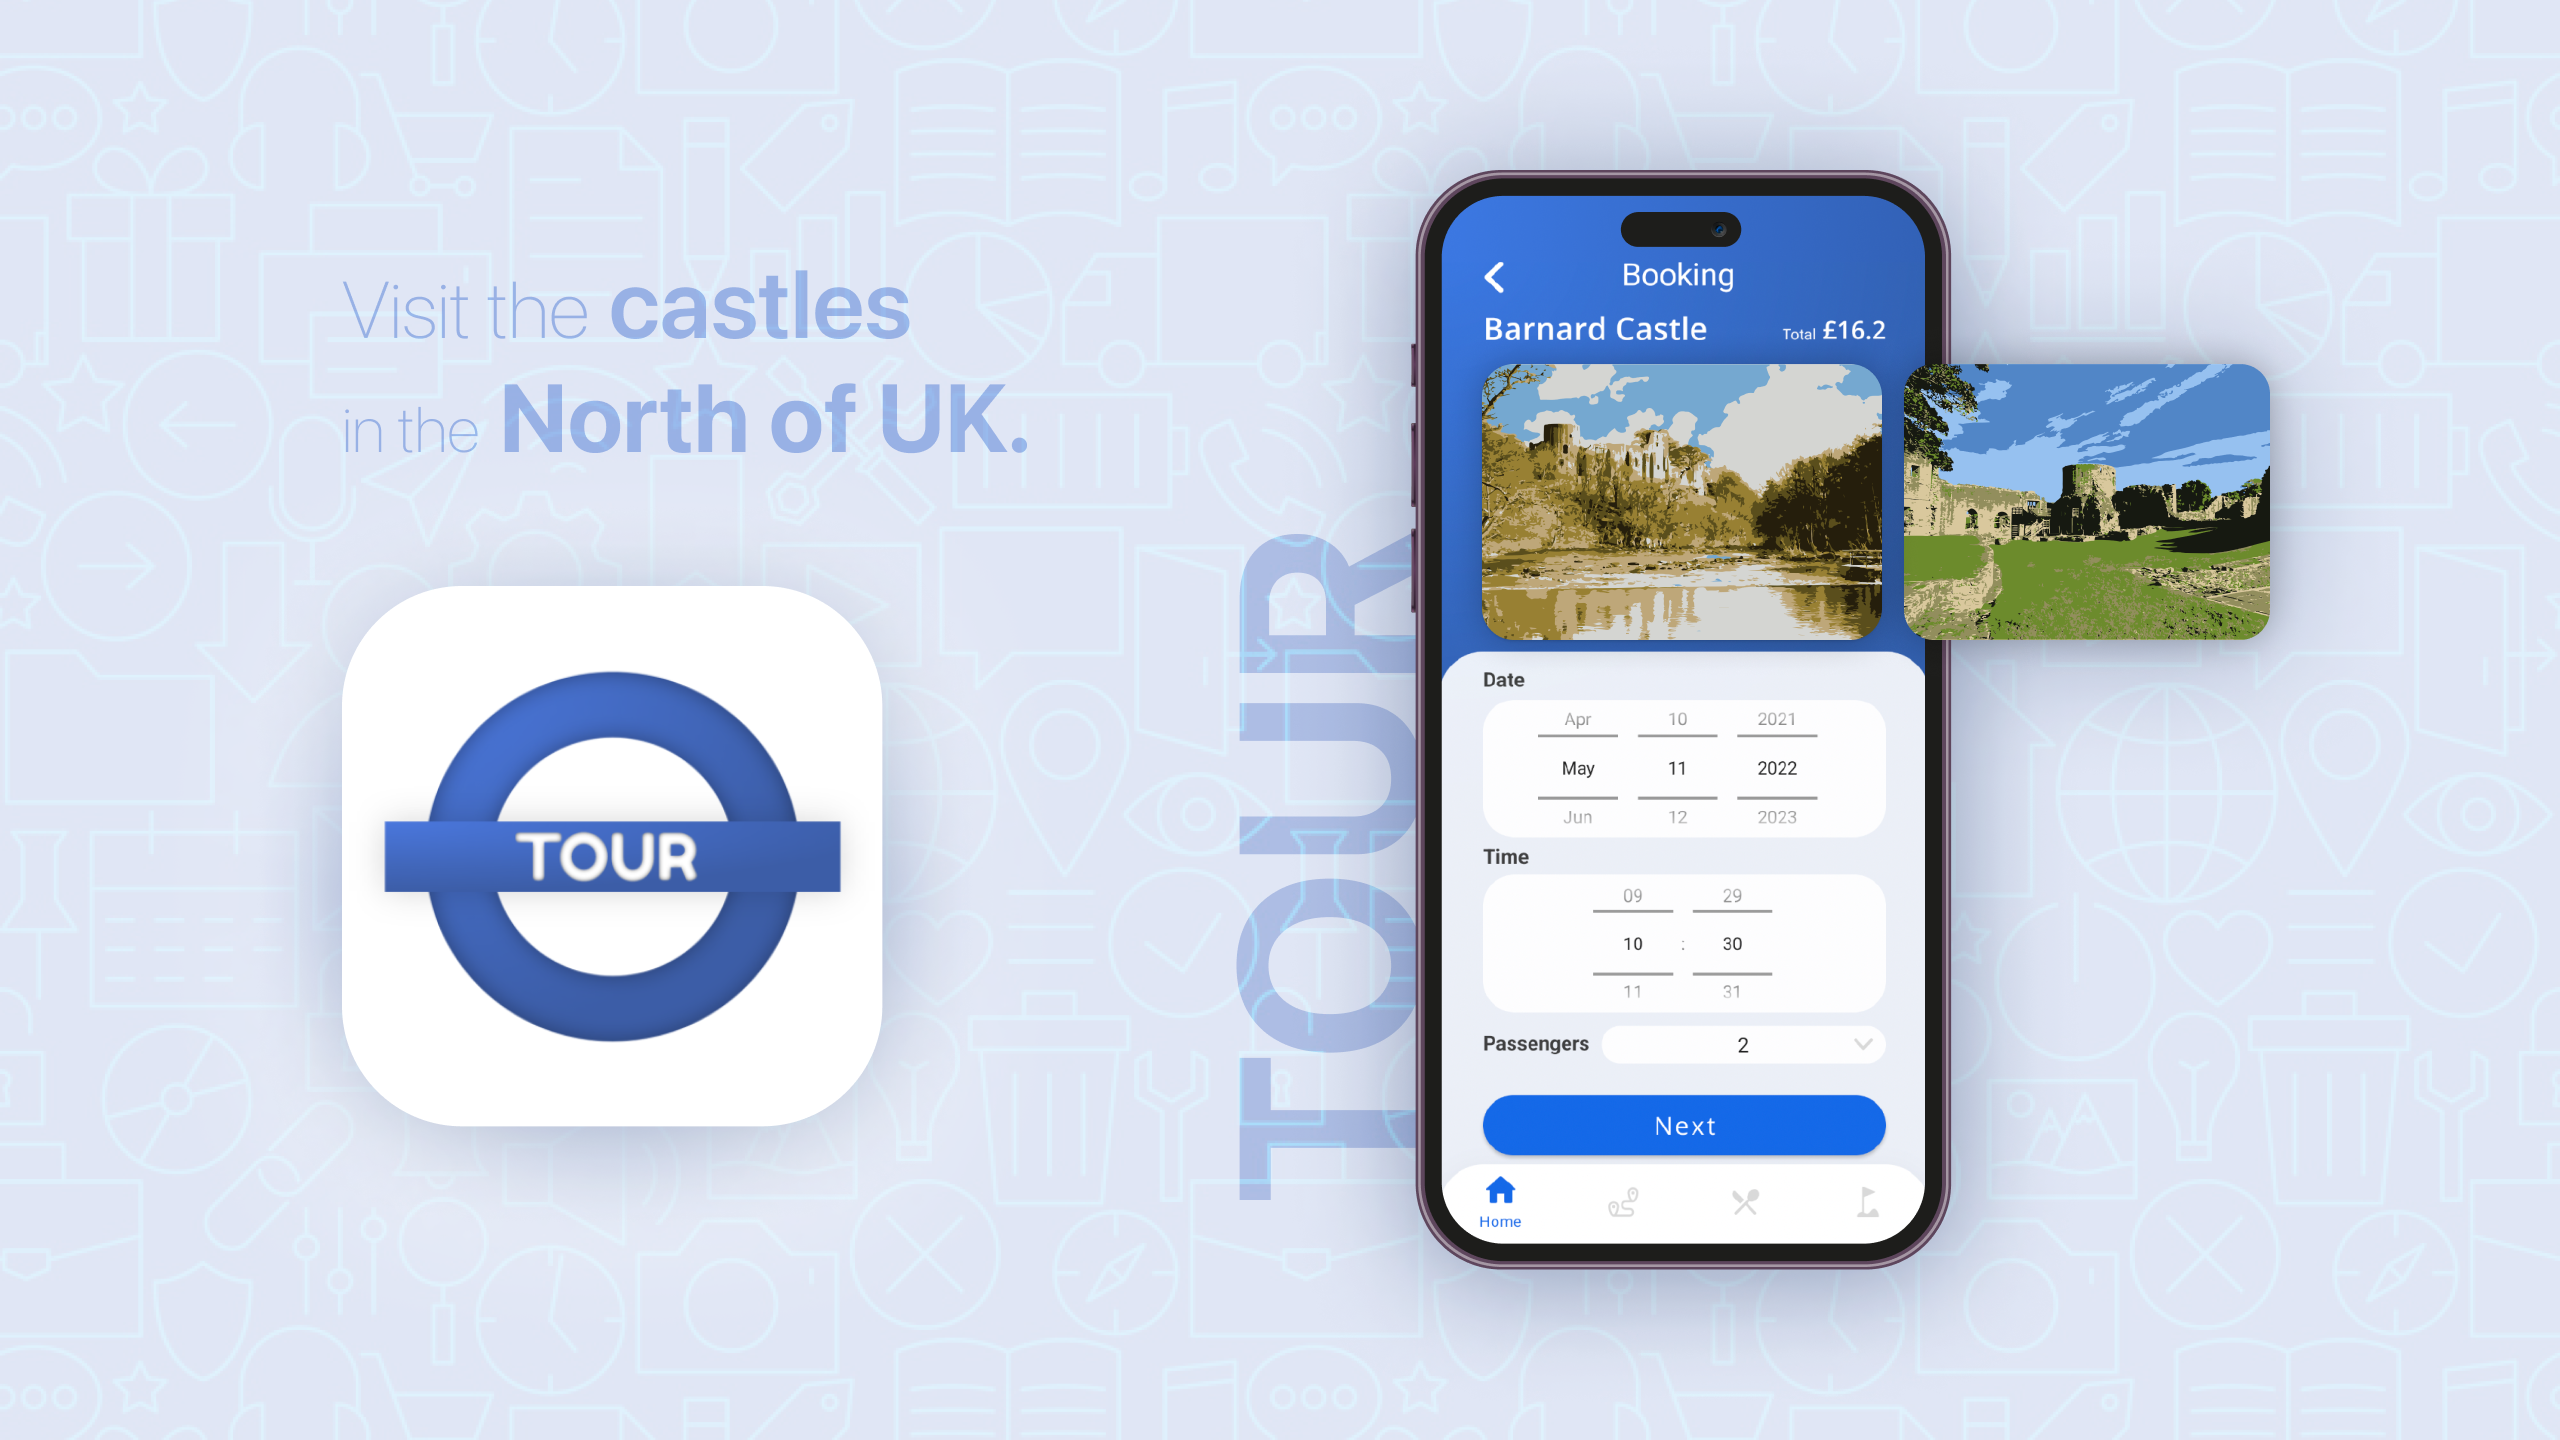 Visit the castles
in the North of UK.
TOUR
TOUR
Booking
Barnard Castle
Total £16.2
Date
Apr 10 2021
May 11 2022
Jun 12 2023
Time
09 29
10 : 30
11 31
Passengers 2
Next
Home